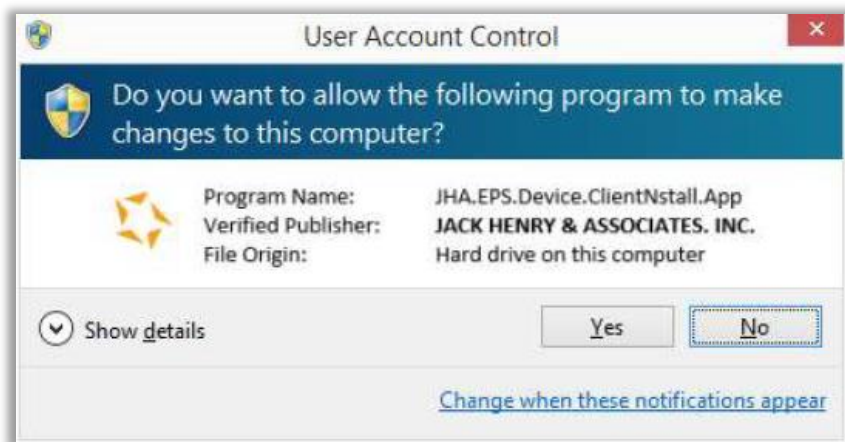 User Account Control
Do you want to allow the following program to make
changes to this computer?
Program Name: JHA.EPS.Device.ClientNstall.App
Verified Publisher: JACK HENRY & ASSOCIATES. INC.
File Origin: Hard drive on this computer
Show details Yes No
Change when these notifications appear